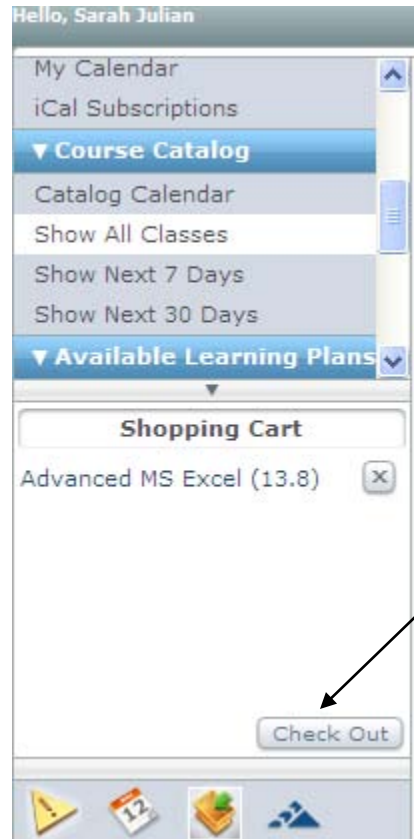 Hello, Sarah Julian
My Calendar
iCal Subscriptions
▼ Course Catalog
Catalog Calendar
Show All Classes
Show Next 7 Days
Show Next 30 Days
▼ Available Learning Plans
Shopping Cart
Advanced MS Excel (13.8)
Check Out
12